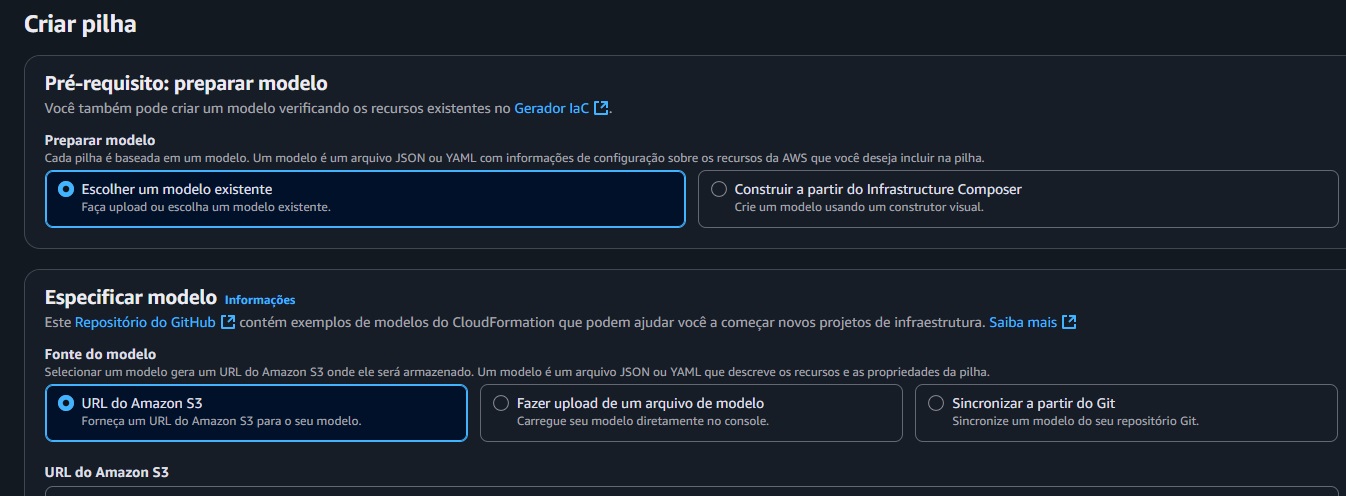 Criar pilha
Pré-requisito: preparar modelo
Você também pode criar um modelo verificando os recursos existentes no Gerador IaC.
Preparar modelo
Cada pilha é baseada em um modelo. Um modelo é um arquivo JSON ou YAML com informações de configuração sobre os recursos da AWS que você deseja incluir na pilha.
Escolher um modelo existente
Faça upload ou escolha um modelo existente.
Construir a partir do Infrastructure Composer
Crie um modelo usando um construtor visual.
Especificar modelo Informações
Este Repositório do GitHub contém exemplos de modelos do CloudFormation que podem ajudar você a começar novos projetos de infraestrutura. Saiba mais
Fonte do modelo
Selecionar um modelo gera um URL do Amazon S3 onde ele será armazenado. Um modelo é um arquivo JSON ou YAML que descreve os recursos e as propriedades da pilha.
URL do Amazon S3
Forneça um URL do Amazon S3 para o seu modelo.
Fazer upload de um arquivo de modelo
Carregue seu modelo diretamente no console.
Sincronizar a partir do Git
Sincronize um modelo do seu repositório Git.
URL do Amazon S3